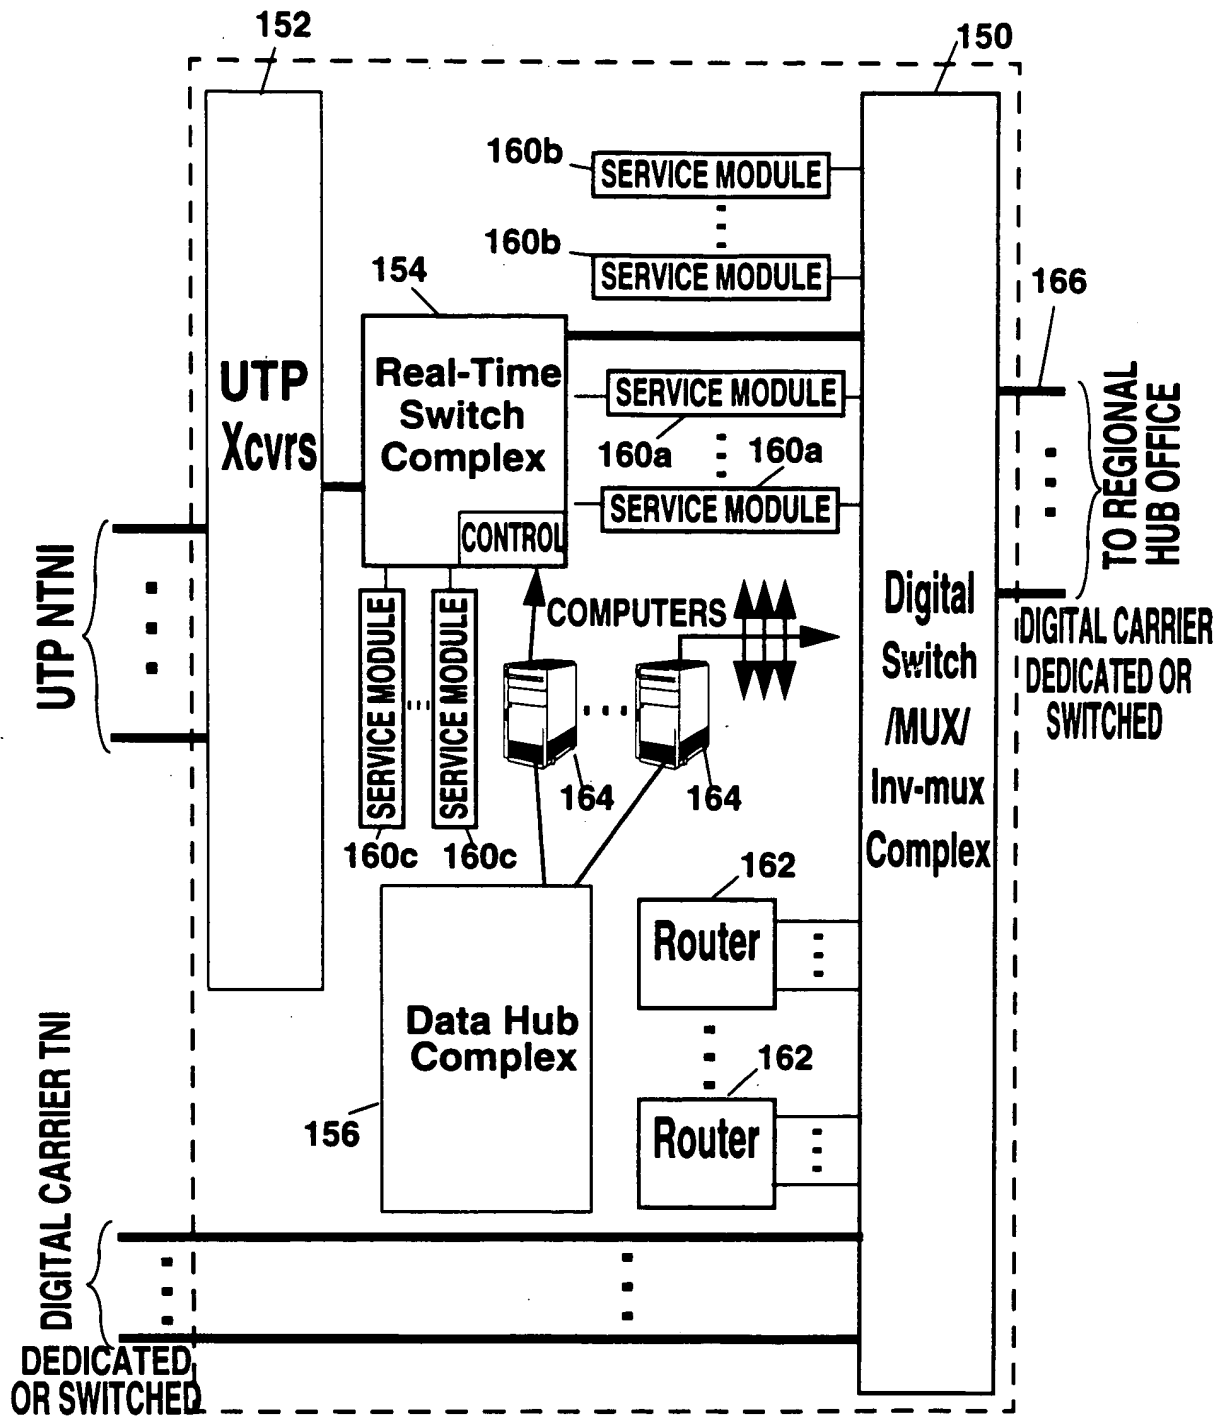 152
150
160b
SERVICE MODULE
160b
SERVICE MODULE
154
166
UTP
Xcvrs
Real-Time
Switch
Complex
SERVICE MODULE
160a
160a
SERVICE MODULE
CONTROL
TO REGIONAL
HUB OFFICE
UTP NTNI
SERVICE MODULE
SERVICE MODULE
COMPUTERS
Digital
Switch
/MUX/
Inv-mux
Complex
DIGITAL CARRIER
DEDICATED OR
SWITCHED
164
164
160c
160c
162
Router
Data Hub
Complex
162
Router
156
DIGITAL CARRIER TNI
DEDICATED
OR SWITCHED